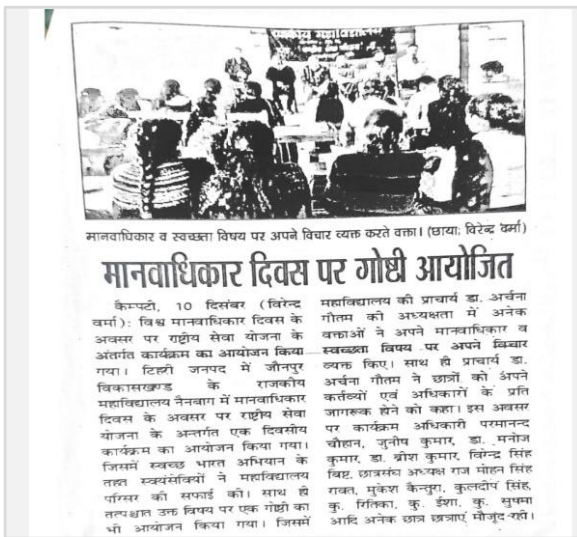 महाविद्यालय
मानवाधिकार व स्वच्छता विषय पर अपने विचार व्यक्त करते वक्ता। (छाया: विरेन्द्र वर्मा)
मानवाधिकार दिवस पर गोष्ठी आयोजित
कैम्पटी, 10 दिसंबर (विरेन्द्र
वर्मा): विश्व मानवाधिकार दिवस के
अवसर पर राष्ट्रीय सेवा योजना के
अंतर्गत कार्यक्रम का आयोजन किया
गया। टिहरी जनपद में जौनपुर
विकासखण्ड के राजकीय
महाविद्यालय नैनबाग में मानवाधिकार
दिवस के अवसर पर राष्ट्रीय सेवा
योजना के अन्तर्गत एक दिवसीय
कार्यक्रम का आयोजन किया गया।
जिसमें स्वच्छ भारत अभियान के
तहत स्वयंसेवियों ने महाविद्यालय
परिसर की सफाई की। साथ ही
तत्पश्चात उक्त विषय पर एक गोष्ठी का
भी आयोजन किया गया। जिसमें
महाविद्यालय की प्राचार्य डा. अर्चना
गौतम की अध्यक्षता में अनेक
वक्ताओं ने अपने मानवाधिकार व
स्वच्छता विषय पर अपने विचार
व्यक्त किए। साथ ही प्राचार्य डा.
अर्चना गौतम ने छात्रों को अपने
कर्तव्यों एवं अधिकारों के प्रति
जागरूक होने को कहा। इस अवसर
पर कार्यक्रम अधिकारी परमानन्द
चौहान, जुनीष कुमार, डा. मनोज
कुमार, डा. ब्रीश कुमार, विरेन्द्र सिंह
बिष्ट, छात्रसंघ अध्यक्ष राज मोहन सिंह
रावत, मुकेश कैन्तुरा, कुलदीप सिंह,
कु. रितिका, कु. ईशा, कु. सुषमा
आदि अनेक छात्र छात्राएं मौजूद रही।